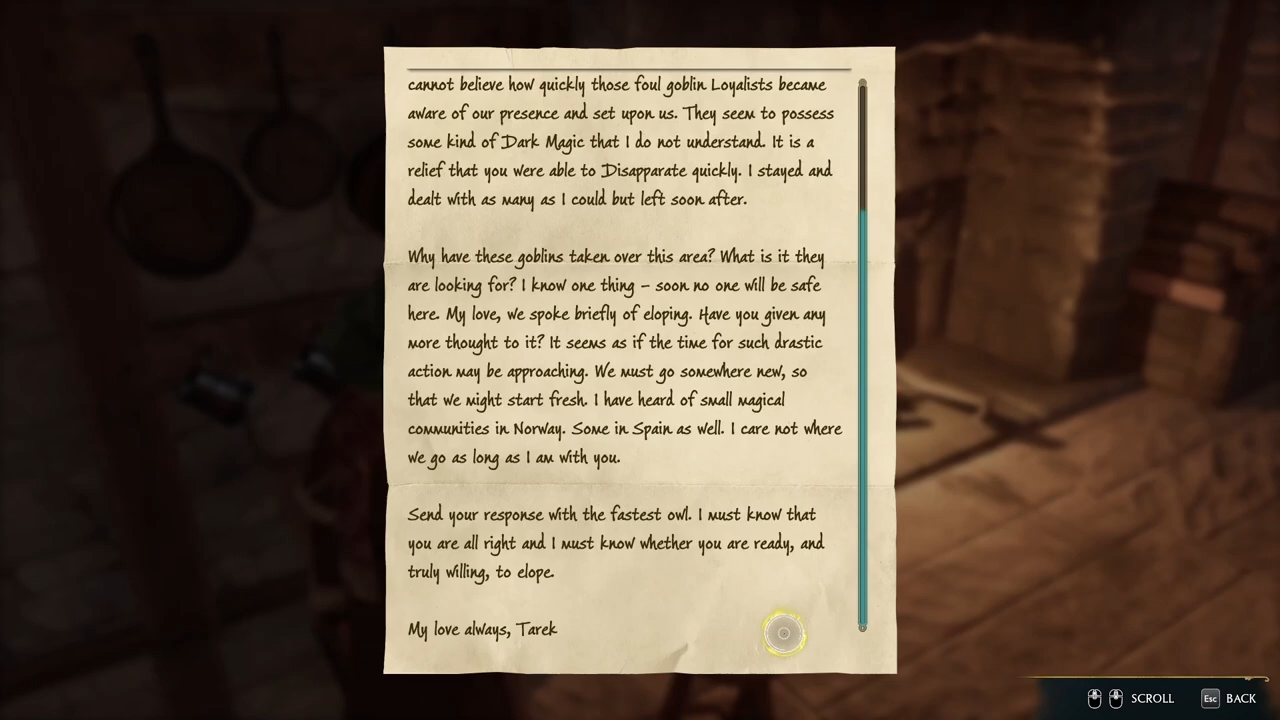 cannot believe how quickly those foul goblin Loyalists became
aware of our presence and set upon us. They seem to possess
some kind of Dark Magic that I do not understand. It is a
relief that you were able to Disapparate quickly. I stayed and
dealt with as many as I could but left soon after.
Why have these goblins taken over this area? What is it they
are looking for? I know one thing – soon no one will be safe
here. My love, we spoke briefly of eloping. Have you given any
more thought to it? It seems as if the time for such drastic
action may be approaching. We must go somewhere new, so
that we might start fresh. I have heard of small magical
communities in Norway. Some in Spain as well. I care not where
we go as long as I am with you.
Send your response with the fastest owl. I must know that
you are all right and I must know whether you are ready, and
truly willing, to elope.
My love always, Tarek
SCROLL
Esc BACK